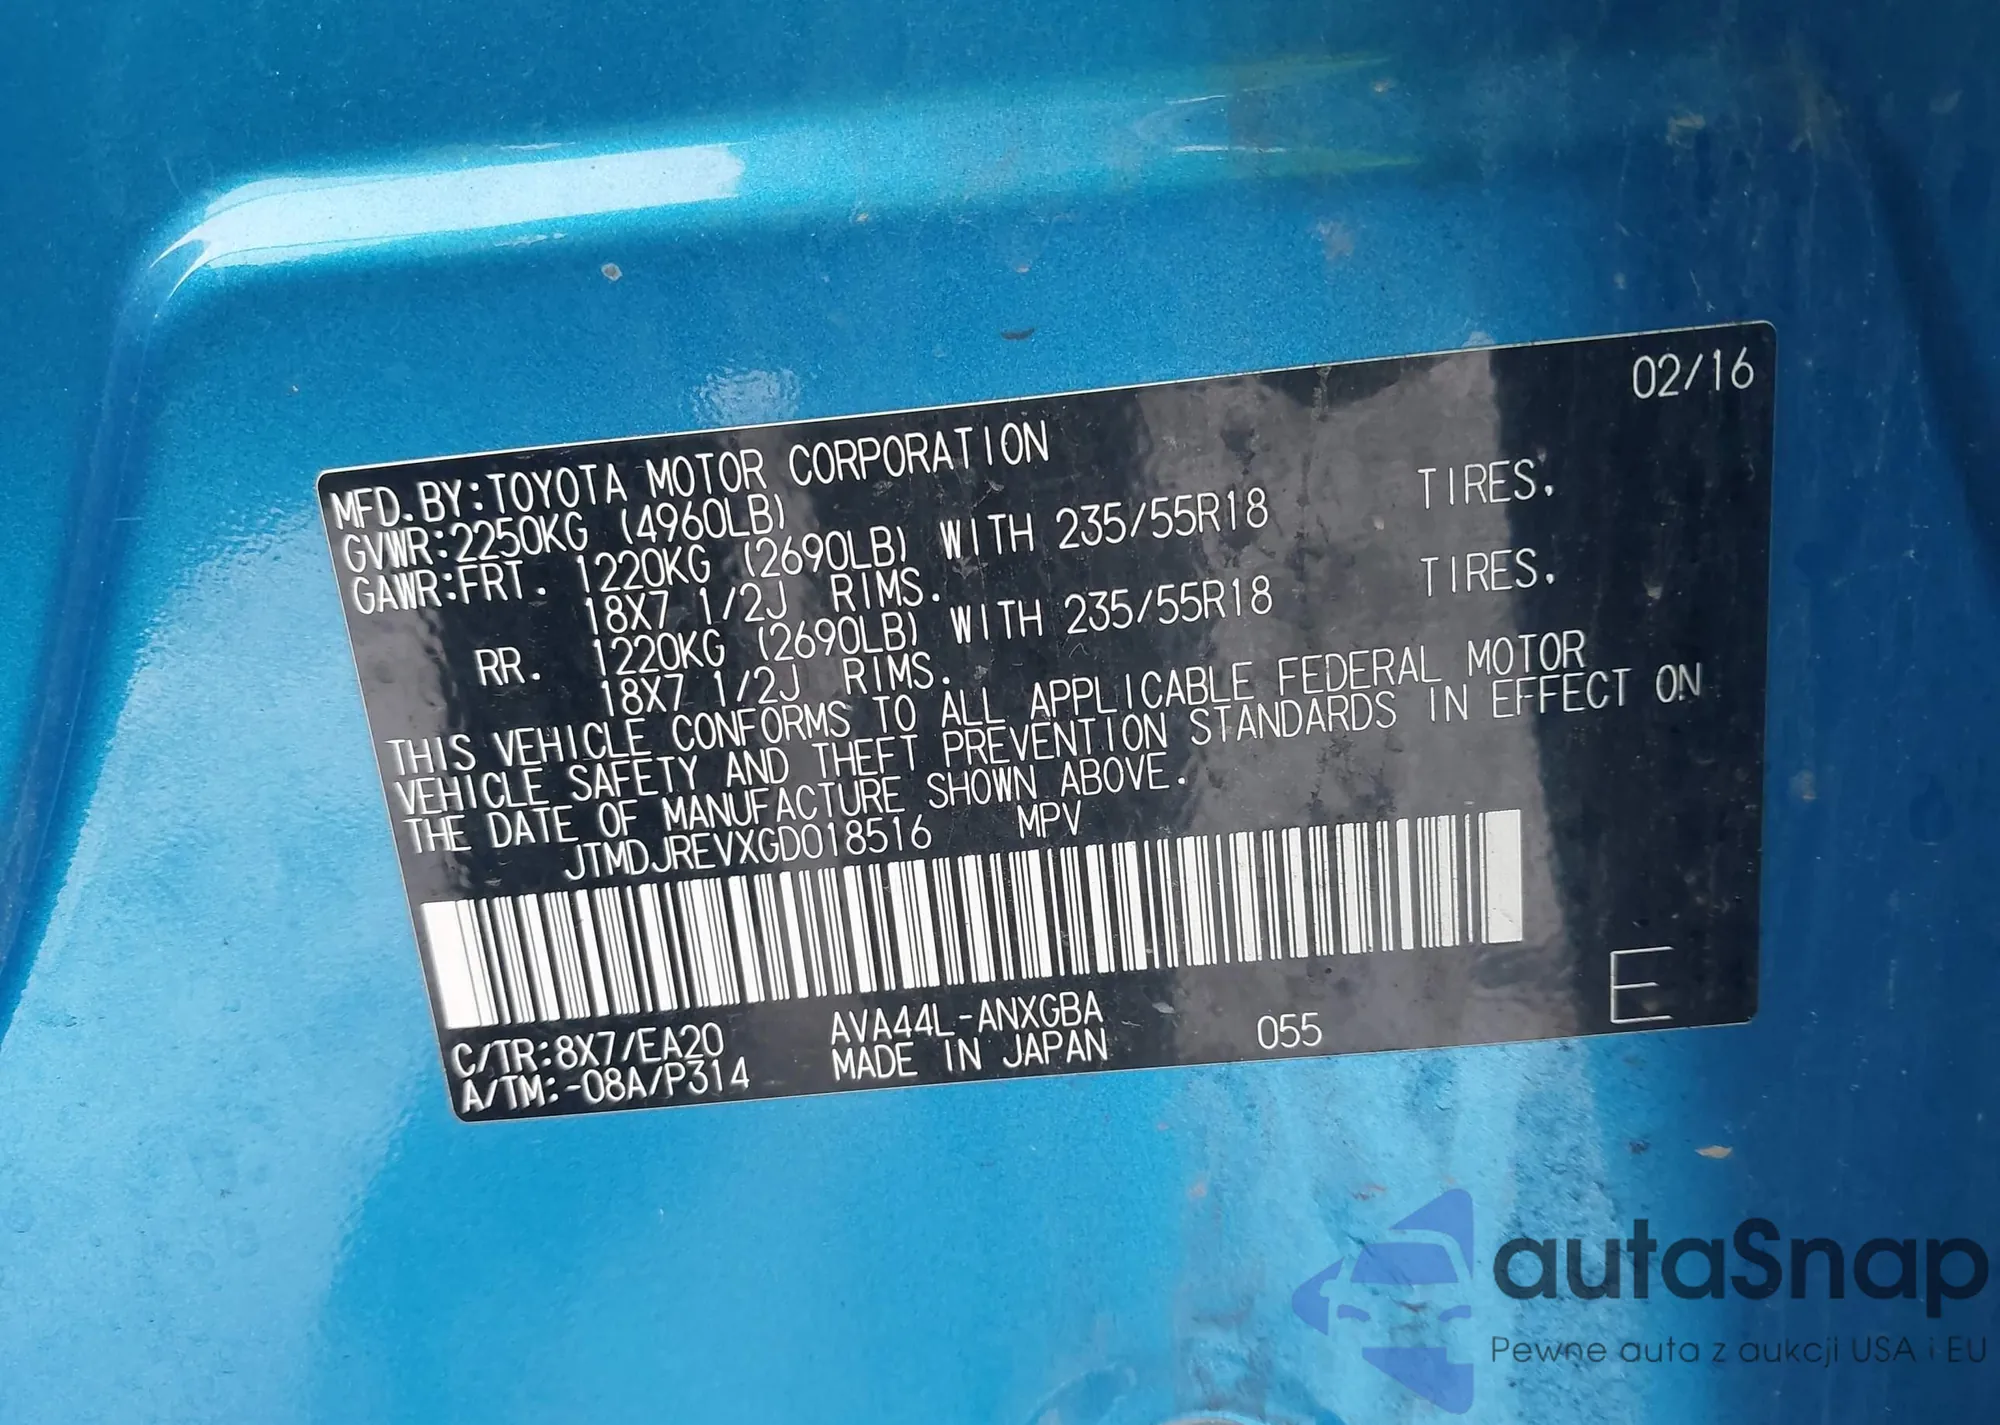 02/16
MFD.BY:TOYOTA MOTOR CORPORATION
GVWR:2250KG (4960LB)
GAWR:FRT. 1220KG (2690LB) WITH 235/55R18 TIRES.
18X7 1/2J RIMS.
RR. 1220KG (2690LB) WITH 235/55R18 TIRES.
18X7 1/2J RIMS.
THIS VEHICLE CONFORMS TO ALL APPLICABLE FEDERAL MOTOR
VEHICLE SAFETY AND THEFT PREVENTION STANDARDS IN EFFECT ON
THE DATE OF MANUFACTURE SHOWN ABOVE.
JTMDJREVXGD018516 MPV
C/TR:8X7/EA20 AVA44L-ANXGBA 055 E
A/TM:-08A/P314 MADE IN JAPAN
autaSnap
Pewne auta z aukcji USA i EU